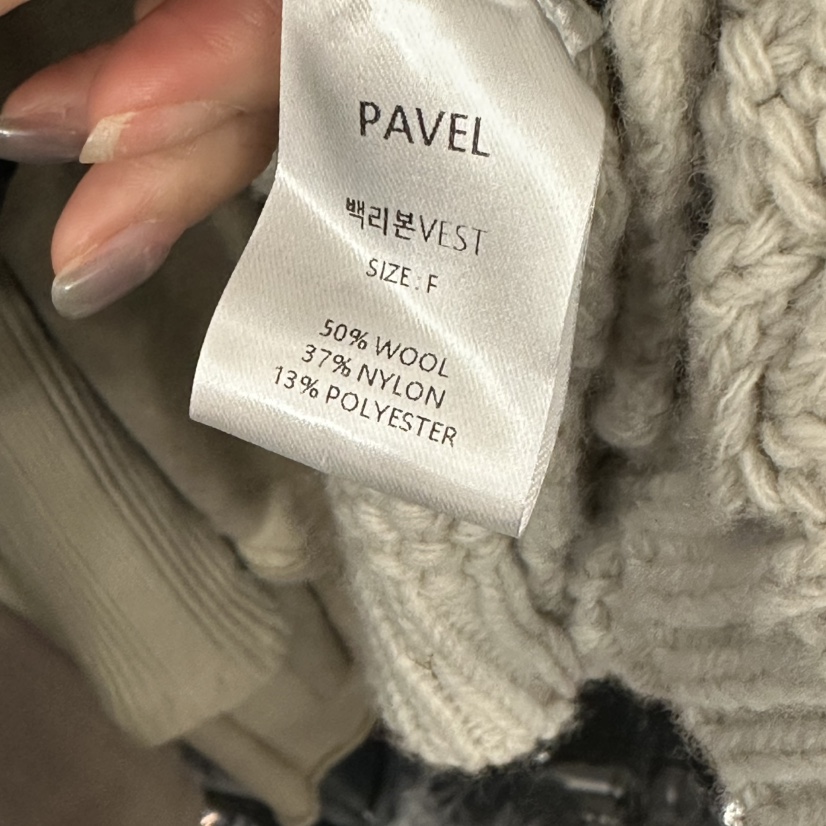 PAVEL
백리본VEST
SIZE : F
50% WOOL
37% NYLON
13% POLYESTER